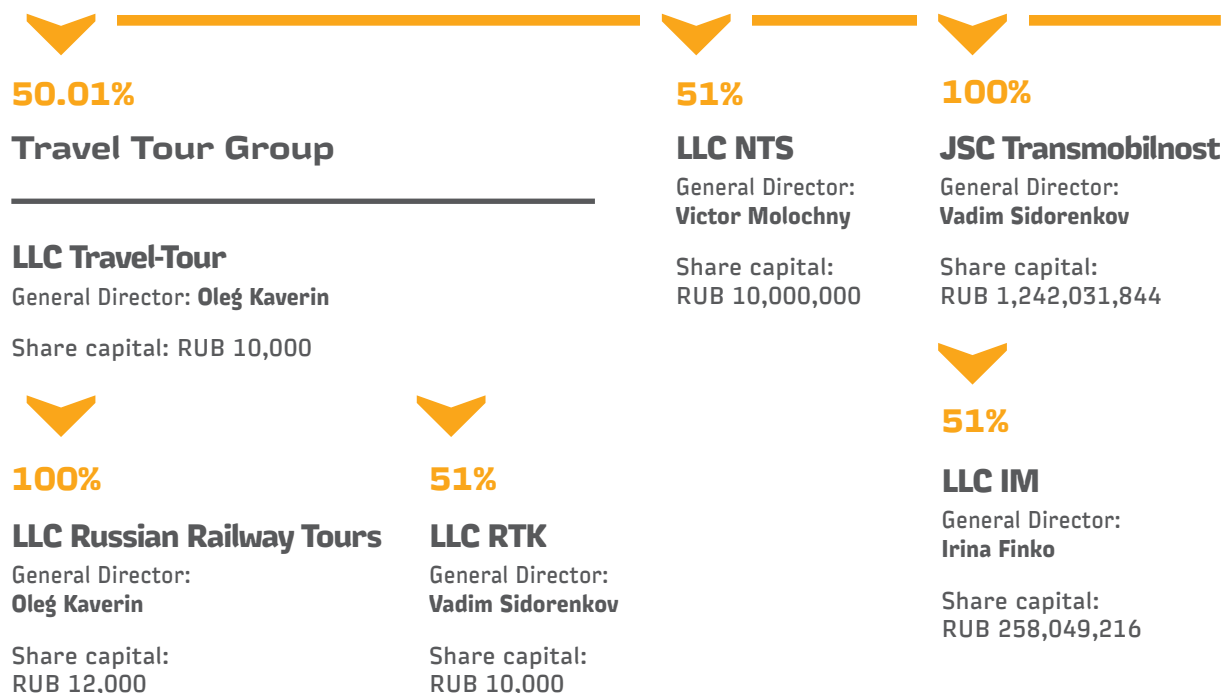 50.01%
Travel Tour Group
LLC Travel-Tour
General Director: Oleg Kaverin
Share capital: RUB 10,000
100%
LLC Russian Railway Tours
General Director:
Oleg Kaverin
Share capital:
RUB 12,000
51%
LLC RTK
General Director:
Vadim Sidorenkov
Share capital:
RUB 10,000
51%
LLC NTS
General Director:
Victor Molochny
Share capital:
RUB 10,000,000
100%
JSC Transmobilnost
General Director:
Vadim Sidorenkov
Share capital:
RUB 1,242,031,844
51%
LLC IM
General Director:
Irina Finko
Share capital:
RUB 258,049,216